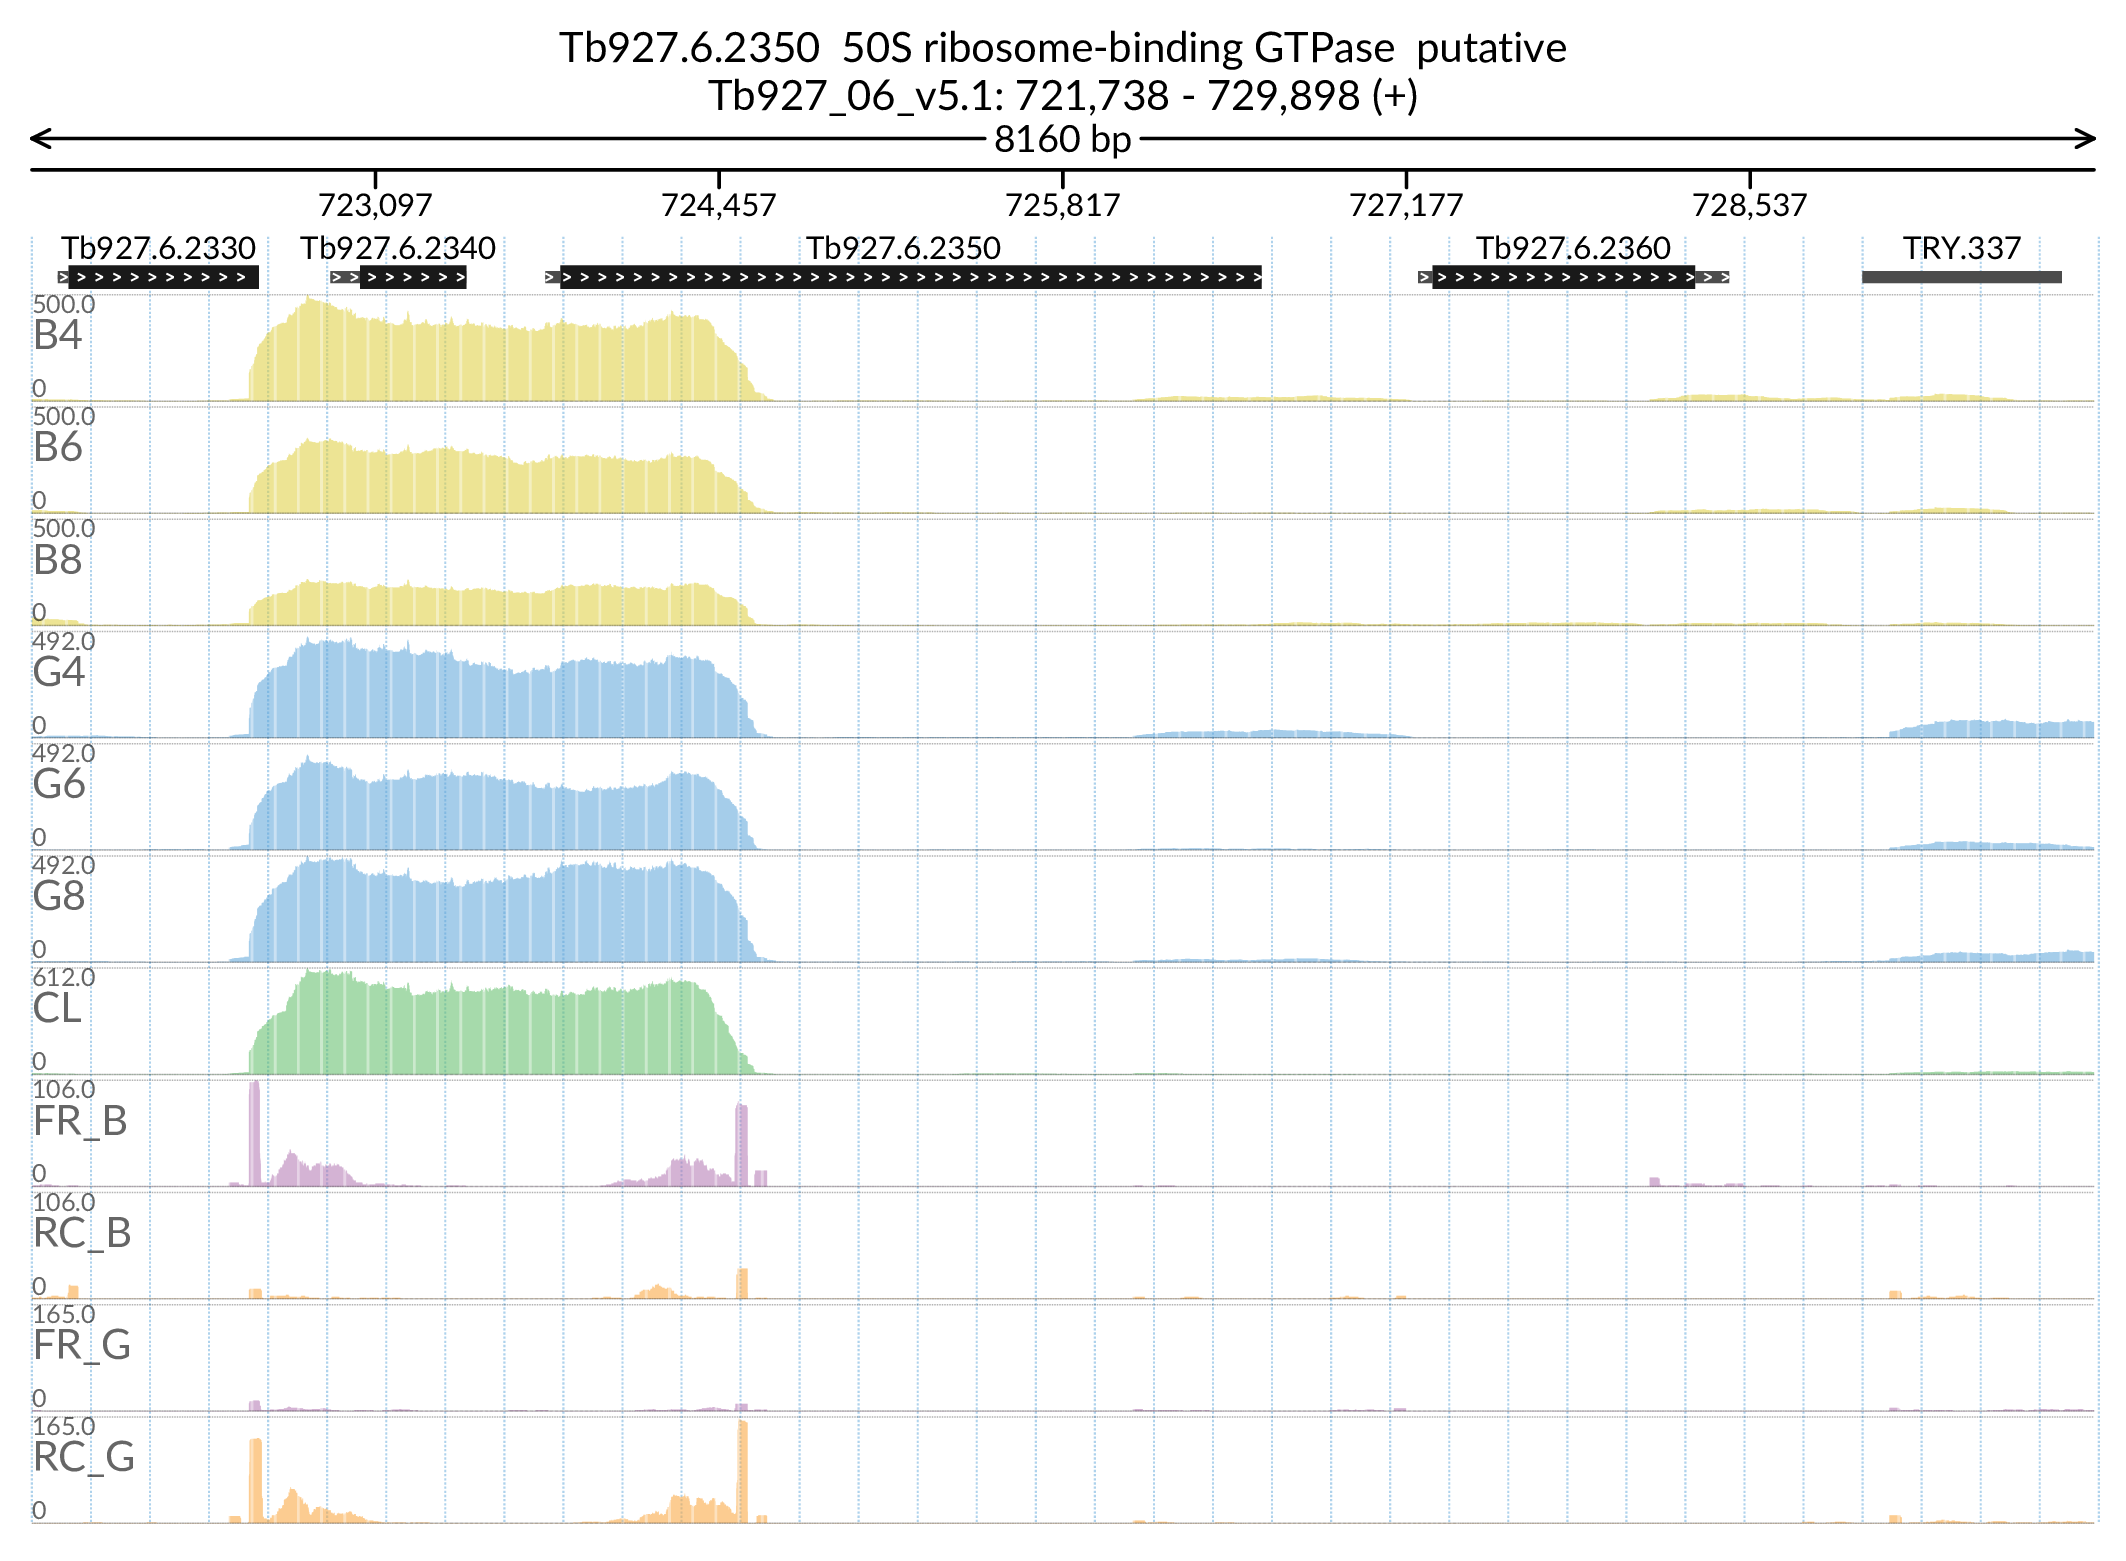 Tb927.6.2350  50S ribosome-binding GTPase  putative
Tb927_06_v5.1: 721,738 - 729,898 (+)
8160 bp
723,097 724,457 725,817 727,177 728,537
Tb927.6.2330 Tb927.6.2340 Tb927.6.2350 Tb927.6.2360 TRY.337
500.0
B4
0
500.0
B6
0
500.0
B8
0
492.0
G4
0
492.0
G6
0
492.0
G8
0
612.0
CL
0
106.0
FR_B
0
106.0
RC_B
0
165.0
FR_G
0
165.0
RC_G
0